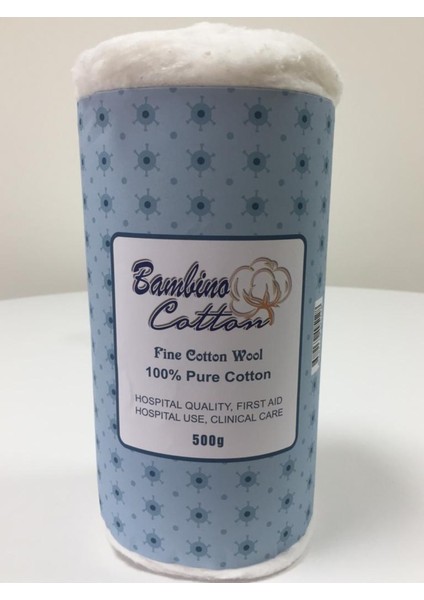 Bambino
Cotton
Fine Cotton Wool
100% Pure Cotton
HOSPITAL QUALITY, FIRST AID
HOSPITAL USE, CLINICAL CARE
500g